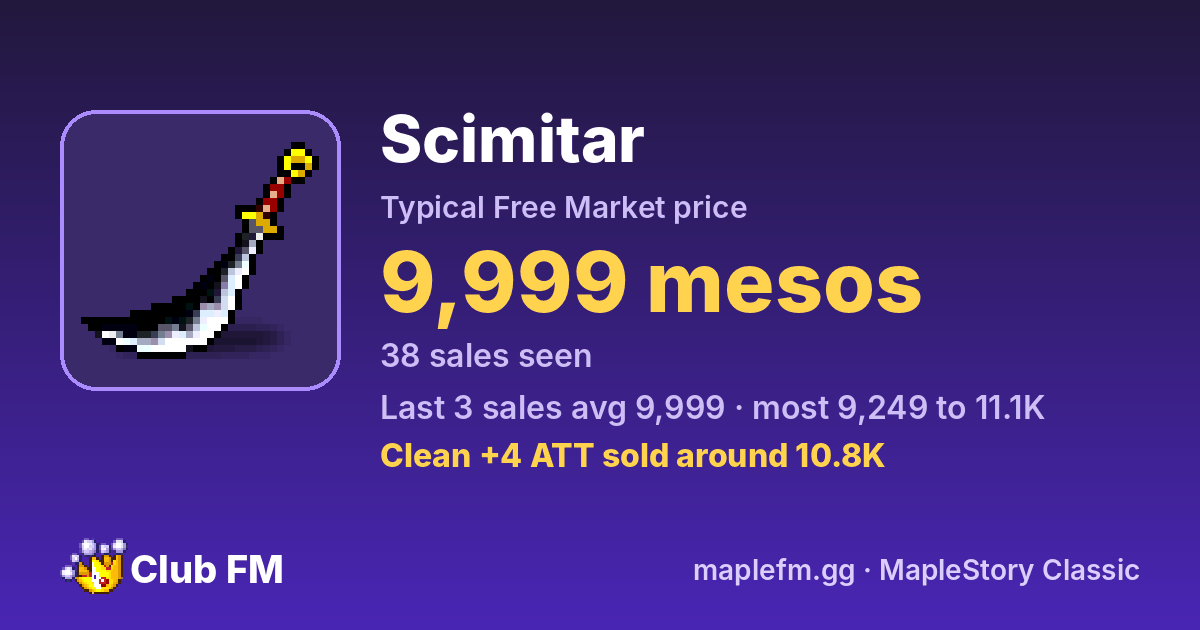 Scimitar
Typical Free Market price
9,999 mesos
38 sales seen
Last 3 sales avg 9,999 · most 9,249 to 11.1K
Clean +4 ATT sold around 10.8K
Club FM
maplefm.gg · MapleStory Classic